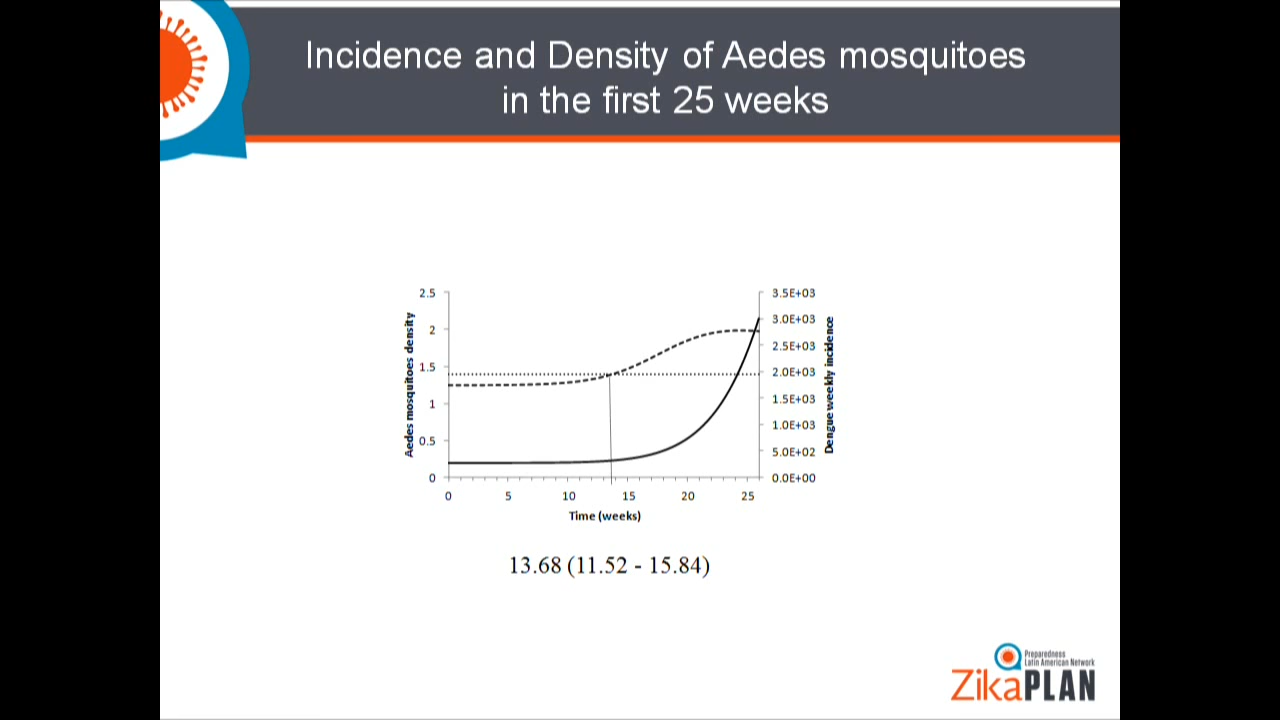 Incidence and Density of Aedes mosquitoes
in the first 25 weeks
2.5
2
1.5
1
0.5
0
Aedes mosquitoes density
3.5E+03
3.0E+03
2.5E+03
2.0E+03
1.5E+03
1.0E+03
5.0E+02
0.0E+00
Dengue weekly incidence
0 5 10 15 20 25
Time (weeks)
13.68 (11.52 - 15.84)
Preparedness
Latin American Network
ZikaPLAN